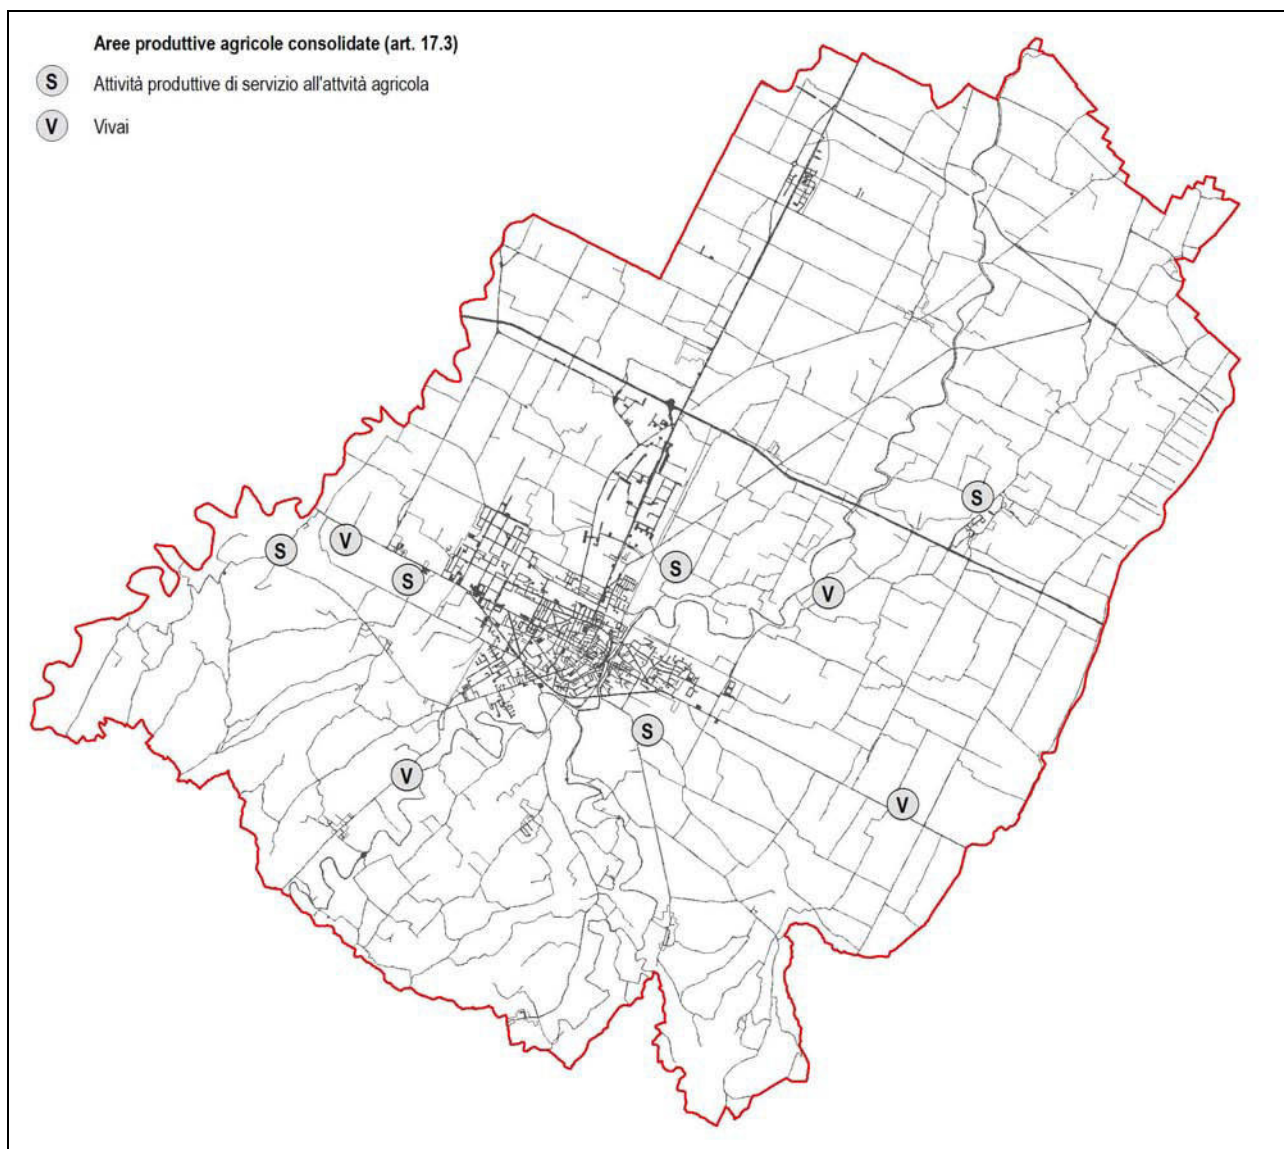 Aree produttive agricole consolidate (art. 17.3)
S Attività produttive di servizio all'attvità agricola
V Vivai
S
S
V
S
S
V
S
V
V